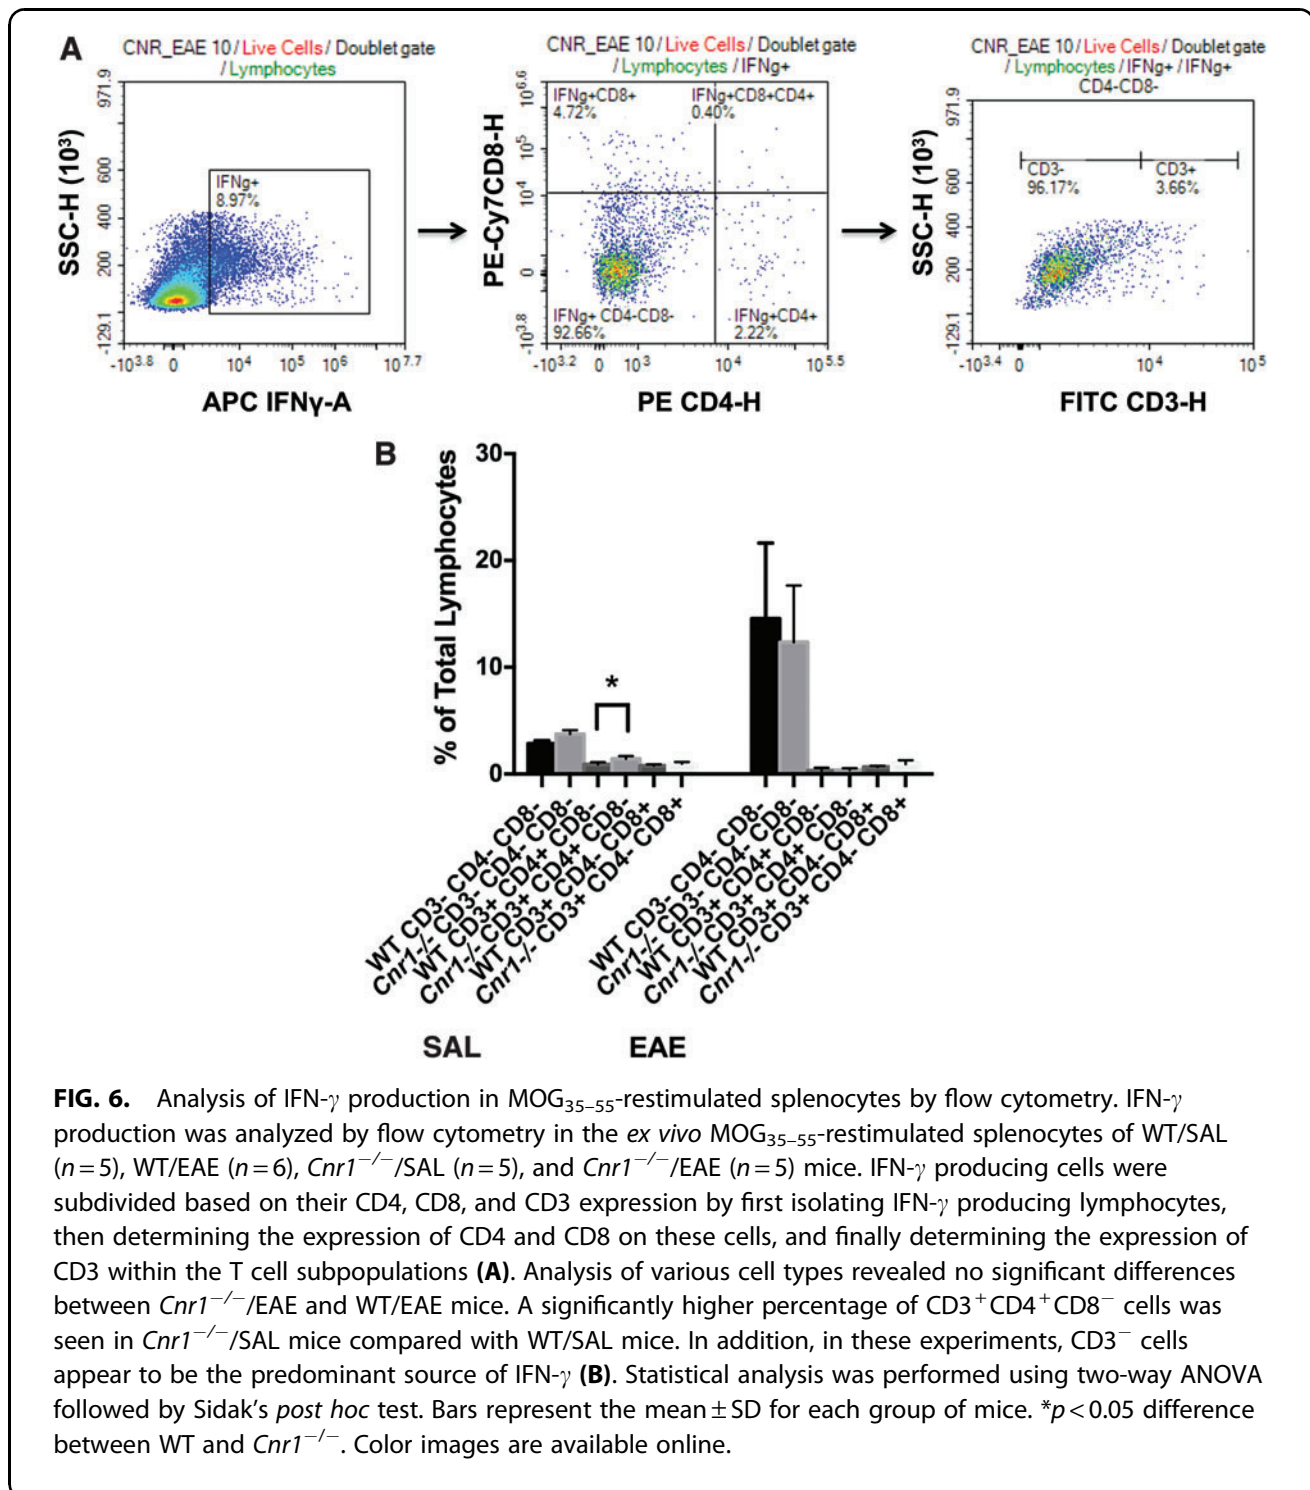 A
CNR_EAE 10 / Live Cells / Doublet gate
/ Lymphocytes
SSC-H (10³)
971.9
600
400
200
-129.1
IFNg+
8.97%
-10^3.8 0 10⁴ 10⁵ 10⁶ 10^7.7
APC IFNγ-A
CNR_EAE 10 / Live Cells / Doublet gate
/ Lymphocytes / IFNg+
PE-Cy7CD8-H
10^6.6
10⁵
10⁴
0
-10^3.8
IFNg+CD8+
4.72%
IFNg+CD8+CD4+
0.40%
IFNg+ CD4-CD8-
92.66%
IFNg+CD4+
2.22%
-10^3.2 0 10³ 10⁴ 10^5.5
PE CD4-H
CNR_EAE 10 / Live Cells / Doublet gate
/ Lymphocytes / IFNg+ / IFNg+
CD4-CD8-
SSC-H (10³)
971.9
600
400
200
-129.1
CD3-
96.17%
CD3+
3.66%
-10^3.4 0 10⁴ 10⁵
FITC CD3-H
B
% of Total Lymphocytes
30
20
10
0
*
WT CD3- CD4- CD8-
Cnr1-/- CD3- CD4- CD8-
WT CD3+ CD4+ CD8-
Cnr1-/- CD3+ CD4+ CD8-
WT CD3+ CD4- CD8+
Cnr1-/- CD3+ CD4- CD8+
WT CD3- CD4- CD8-
Cnr1-/- CD3- CD4- CD8-
WT CD3+ CD4+ CD8-
Cnr1-/- CD3+ CD4+ CD8-
WT CD3+ CD4- CD8+
Cnr1-/- CD3+ CD4- CD8+
SAL
EAE
FIG. 6. Analysis of IFN-γ production in MOG₃₅₋₅₅-restimulated splenocytes by flow cytometry. IFN-γ
production was analyzed by flow cytometry in the ex vivo MOG₃₅₋₅₅-restimulated splenocytes of WT/SAL
(n = 5), WT/EAE (n = 6), Cnr1⁻/⁻/SAL (n = 5), and Cnr1⁻/⁻/EAE (n = 5) mice. IFN-γ producing cells were
subdivided based on their CD4, CD8, and CD3 expression by first isolating IFN-γ producing lymphocytes,
then determining the expression of CD4 and CD8 on these cells, and finally determining the expression of
CD3 within the T cell subpopulations (A). Analysis of various cell types revealed no significant differences
between Cnr1⁻/⁻/EAE and WT/EAE mice. A significantly higher percentage of CD3⁺CD4⁺CD8⁻ cells was
seen in Cnr1⁻/⁻/SAL mice compared with WT/SAL mice. In addition, in these experiments, CD3⁻ cells
appear to be the predominant source of IFN-γ (B). Statistical analysis was performed using two-way ANOVA
followed by Sidak's post hoc test. Bars represent the mean ± SD for each group of mice. *p < 0.05 difference
between WT and Cnr1⁻/⁻. Color images are available online.